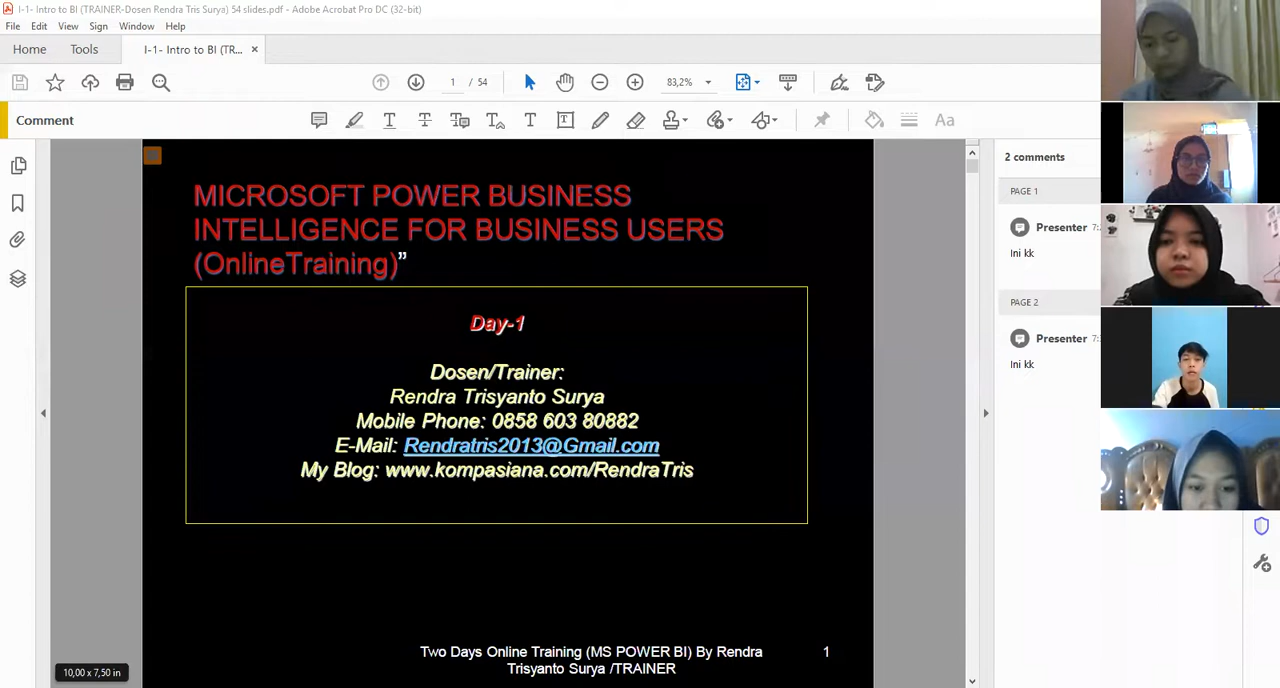 I-1- Intro to BI (TRAINER-Dosen Rendra Tris Surya) 54 slides.pdf - Adobe Acrobat Pro DC (32-bit)
File Edit View Sign Window Help
Home Tools I-1- Intro to BI (TR... ×
1 / 54 83,2%
Comment
Aa
MICROSOFT POWER BUSINESS
INTELLIGENCE FOR BUSINESS USERS
(OnlineTraining)”
Day-1
Dosen/Trainer:
Rendra Trisyanto Surya
Mobile Phone: 0858 603 80882
E-Mail: Rendratris2013@Gmail.com
My Blog: www.kompasiana.com/RendraTris
Two Days Online Training (MS POWER BI) By Rendra
Trisyanto Surya /TRAINER
1
10,00 x 7,50 in
2 comments
PAGE 1
Presenter
Ini kk
PAGE 2
Presenter
Ini kk